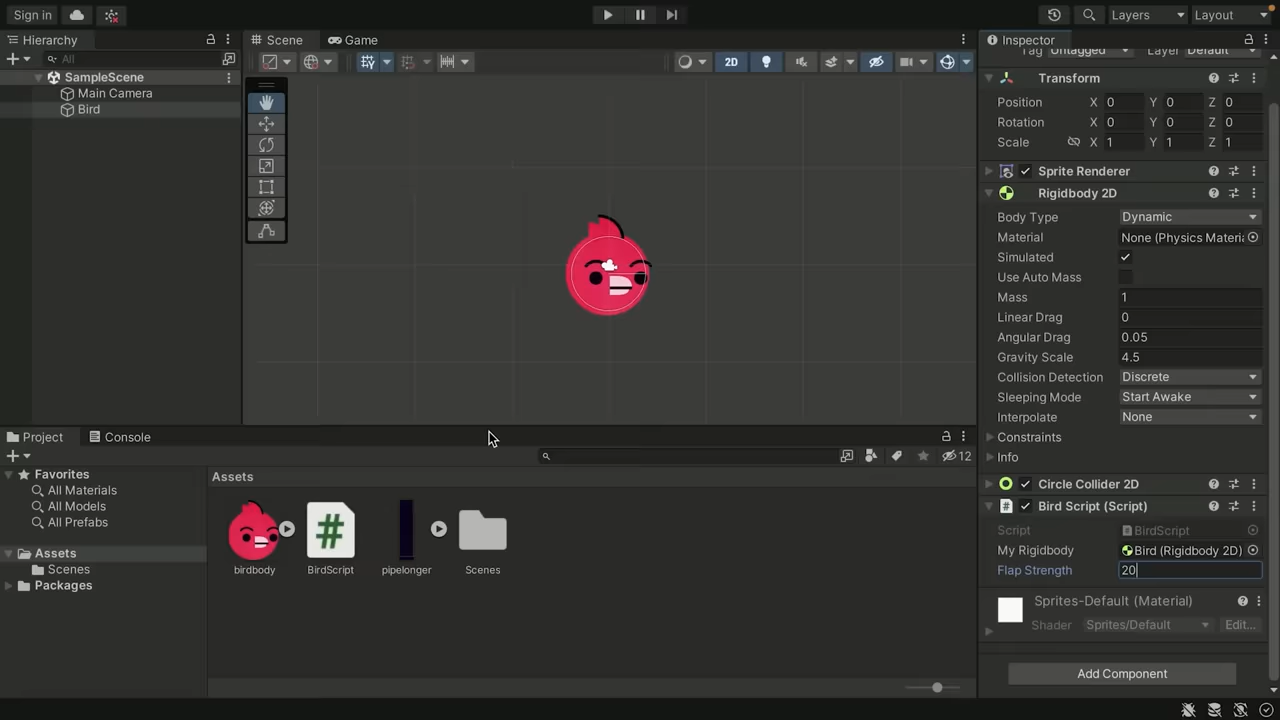 Sign in
Layers
Layout
Hierarchy
All
SampleScene
Main Camera
Bird
Scene
Game
2D
Inspector
Tag Untagged Layer Default
Transform
Position X 0 Y 0 Z 0
Rotation X 0 Y 0 Z 0
Scale X 1 Y 1 Z 1
Sprite Renderer
Rigidbody 2D
Body Type Dynamic
Material None (Physics Materia
Simulated
Use Auto Mass
Mass 1
Linear Drag 0
Angular Drag 0.05
Gravity Scale 4.5
Collision Detection Discrete
Sleeping Mode Start Awake
Interpolate None
Constraints
Info
Circle Collider 2D
# Bird Script (Script)
Script BirdScript
My Rigidbody Bird (Rigidbody 2D)
Flap Strength 20
Sprites-Default (Material)
Shader Sprites/Default Edit...
Add Component
Project
Console
12
Favorites
All Materials
All Models
All Prefabs
Assets
Scenes
Packages
Assets
#
birdbody
BirdScript
pipelonger
Scenes